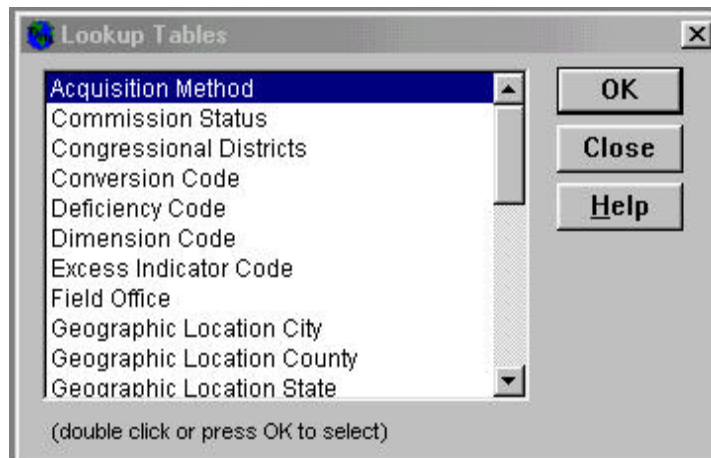 Lookup Tables
Acquisition Method
Commission Status
Congressional Districts
Conversion Code
Deficiency Code
Dimension Code
Excess Indicator Code
Field Office
Geographic Location City
Geographic Location County
Geographic Location State
OK
Close
Help
(double click or press OK to select)